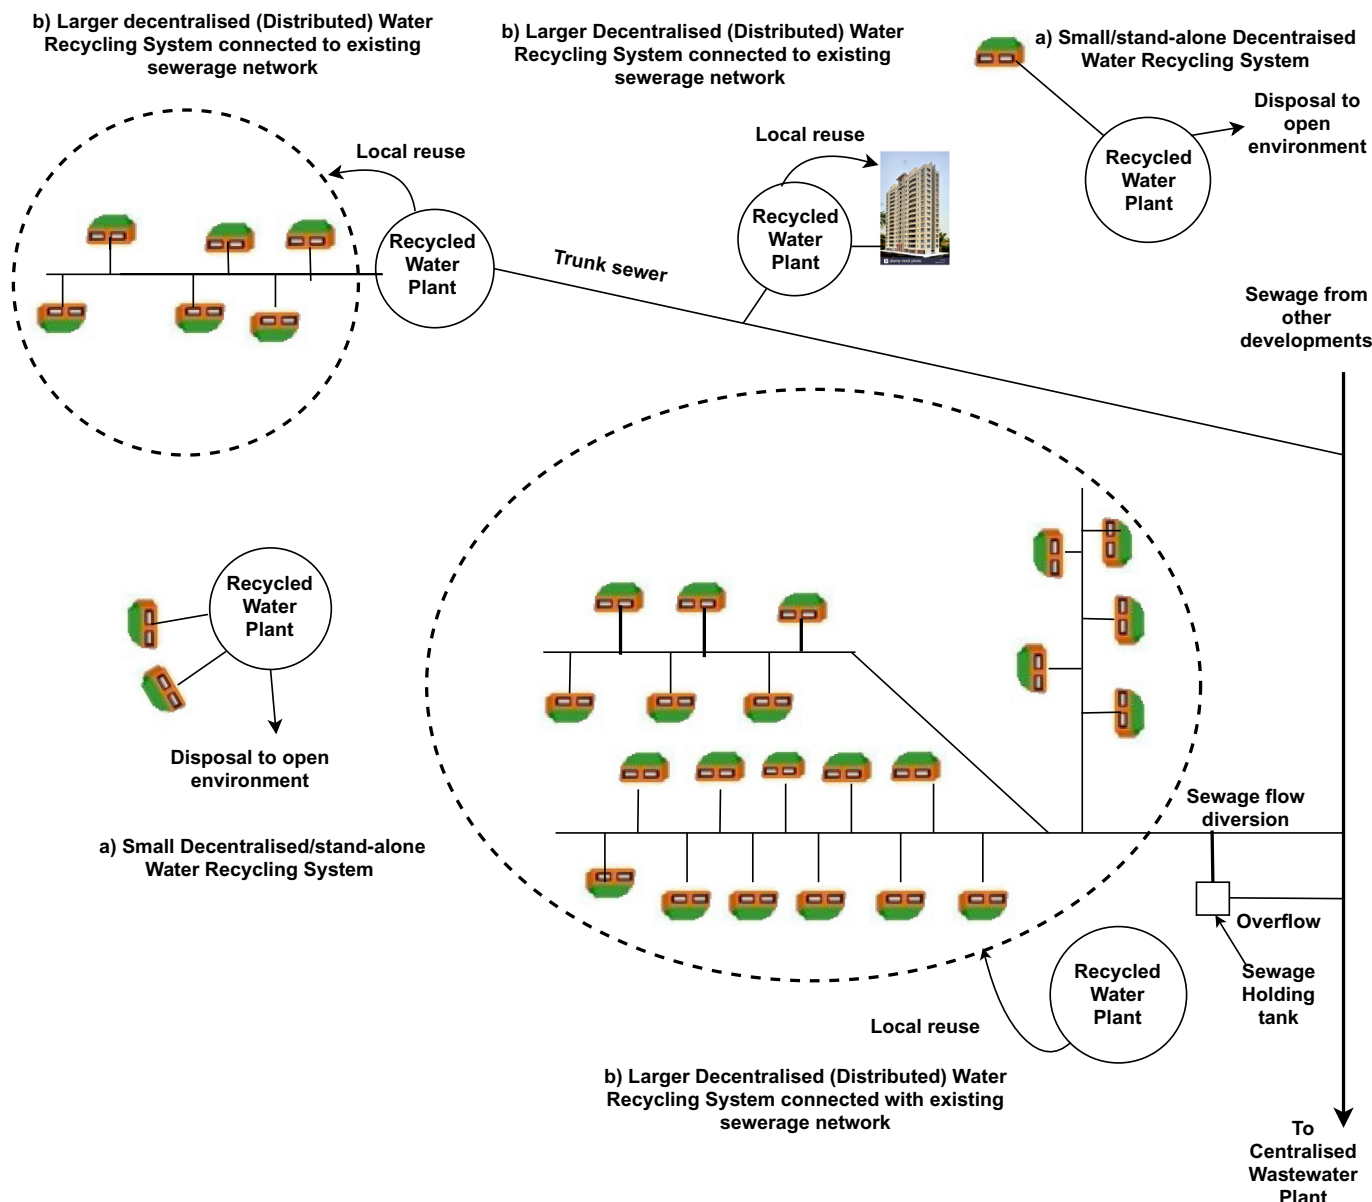 b) Larger decentralised (Distributed) Water
Recycling System connected to existing
sewerage network
b) Larger Decentralised (Distributed) Water
Recycling System connected to existing
sewerage network
a) Small/stand-alone Decentraised
Water Recycling System
Disposal to
open
environment
Recycled
Water
Plant
Local reuse
Recycled
Water
Plant
Local reuse
Recycled
Water
Plant
Trunk sewer
Sewage from
other
developments
Recycled
Water
Plant
Disposal to open
environment
a) Small Decentralised/stand-alone
Water Recycling System
Sewage flow
diversion
Overflow
Sewage
Holding
tank
Recycled
Water
Plant
Local reuse
b) Larger Decentralised (Distributed) Water
Recycling System connected with existing
sewerage network
To
Centralised
Wastewater
Plant